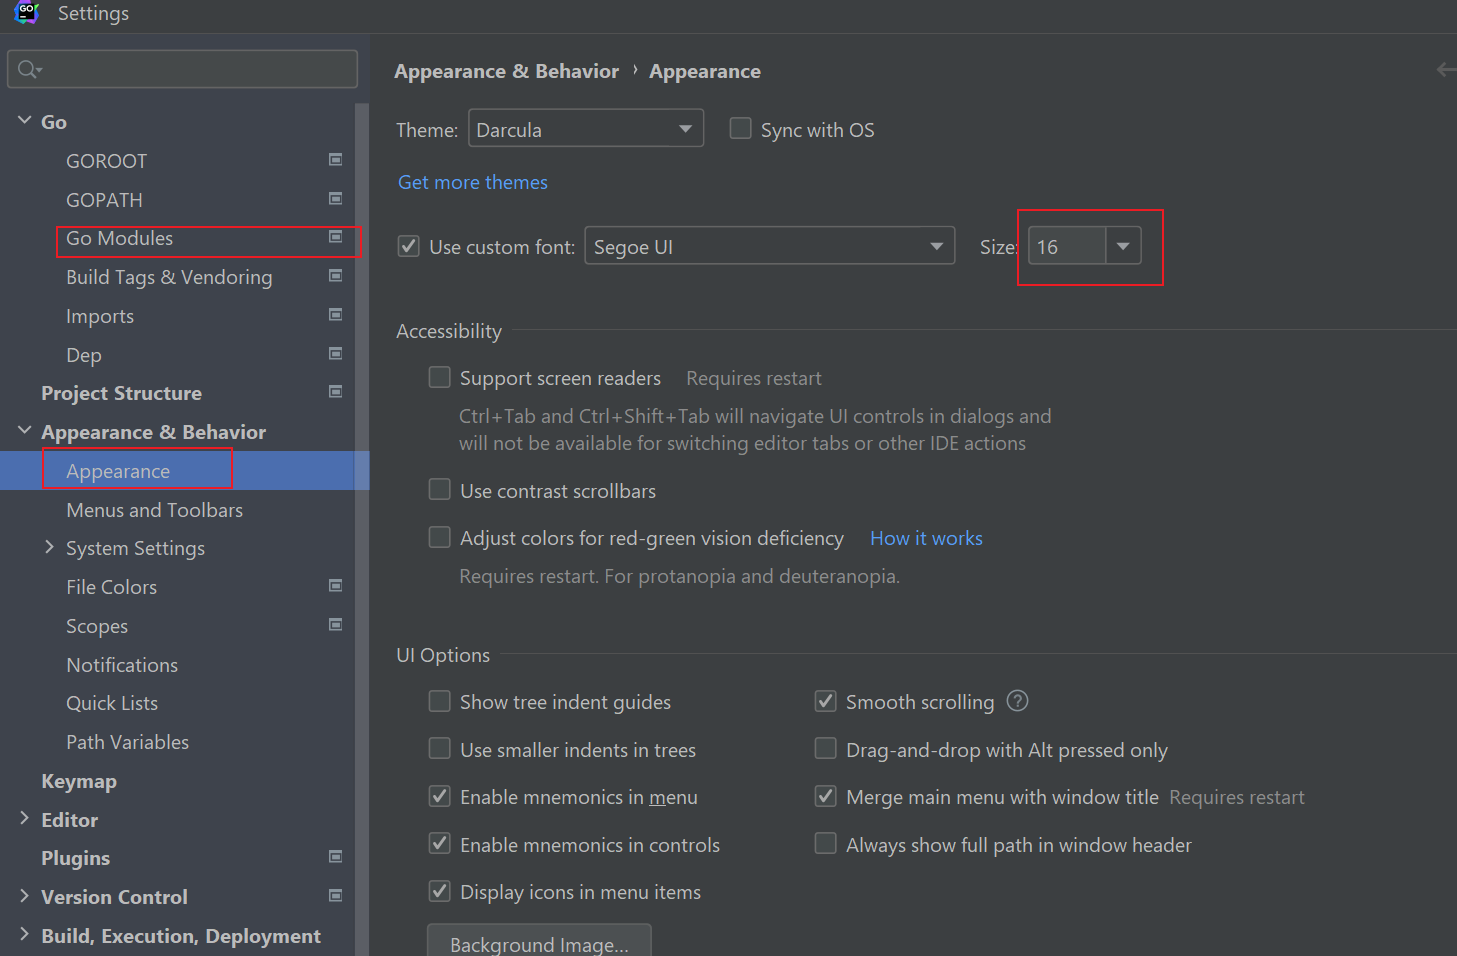 GO
Settings
Go
GOROOT
GOPATH
Go Modules
Build Tags & Vendoring
Imports
Dep
Project Structure
Appearance & Behavior
Appearance
Menus and Toolbars
System Settings
File Colors
Scopes
Notifications
Quick Lists
Path Variables
Keymap
Editor
Plugins
Version Control
Build, Execution, Deployment
Appearance & Behavior › Appearance
Theme: Darcula Sync with OS
Get more themes
Use custom font: Segoe UI Size: 16
Accessibility
Support screen readers Requires restart
Ctrl+Tab and Ctrl+Shift+Tab will navigate UI controls in dialogs and
will not be available for switching editor tabs or other IDE actions
Use contrast scrollbars
Adjust colors for red-green vision deficiency How it works
Requires restart. For protanopia and deuteranopia.
UI Options
Show tree indent guides Smooth scrolling ?
Use smaller indents in trees Drag-and-drop with Alt pressed only
Enable mnemonics in menu Merge main menu with window title Requires restart
Enable mnemonics in controls Always show full path in window header
Display icons in menu items
Background Image...